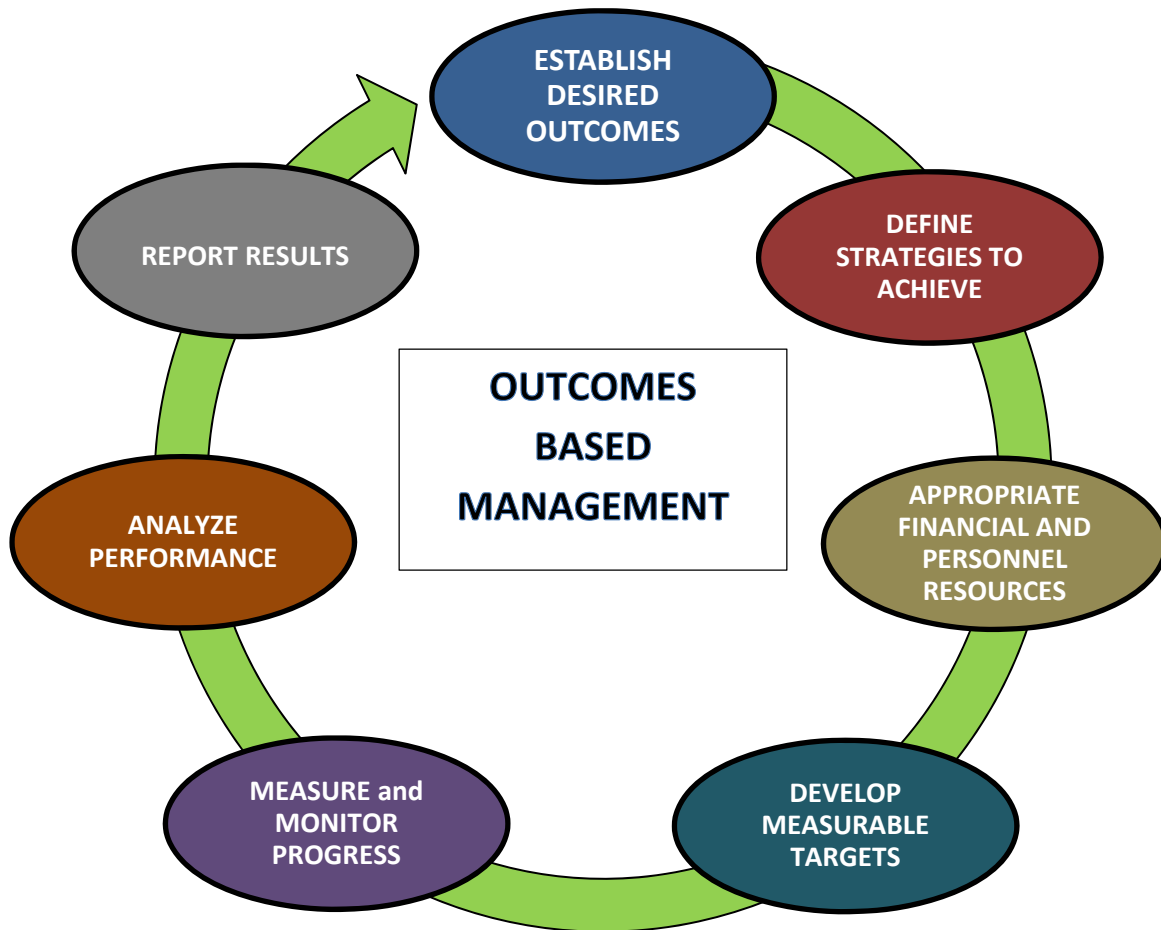 ESTABLISH
DESIRED
OUTCOMES
DEFINE
STRATEGIES TO
ACHIEVE
APPROPRIATE
FINANCIAL AND
PERSONNEL
RESOURCES
DEVELOP
MEASURABLE
TARGETS
MEASURE and
MONITOR
PROGRESS
ANALYZE
PERFORMANCE
REPORT RESULTS
OUTCOMES
BASED
MANAGEMENT